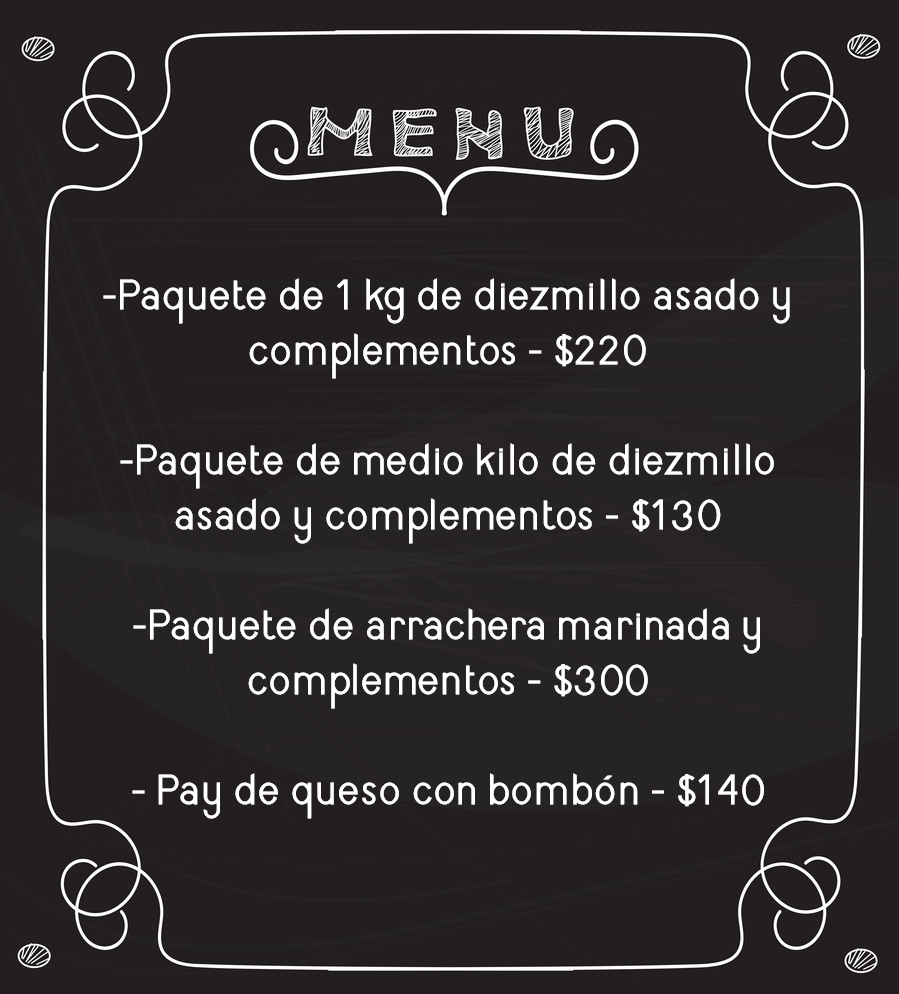 MENU
-Paquete de 1 kg de diezmillo asado y
complementos - $220
-Paquete de medio kilo de diezmillo
asado y complementos - $130
-Paquete de arrachera marinada y
complementos - $300
- Pay de queso con bombón - $140